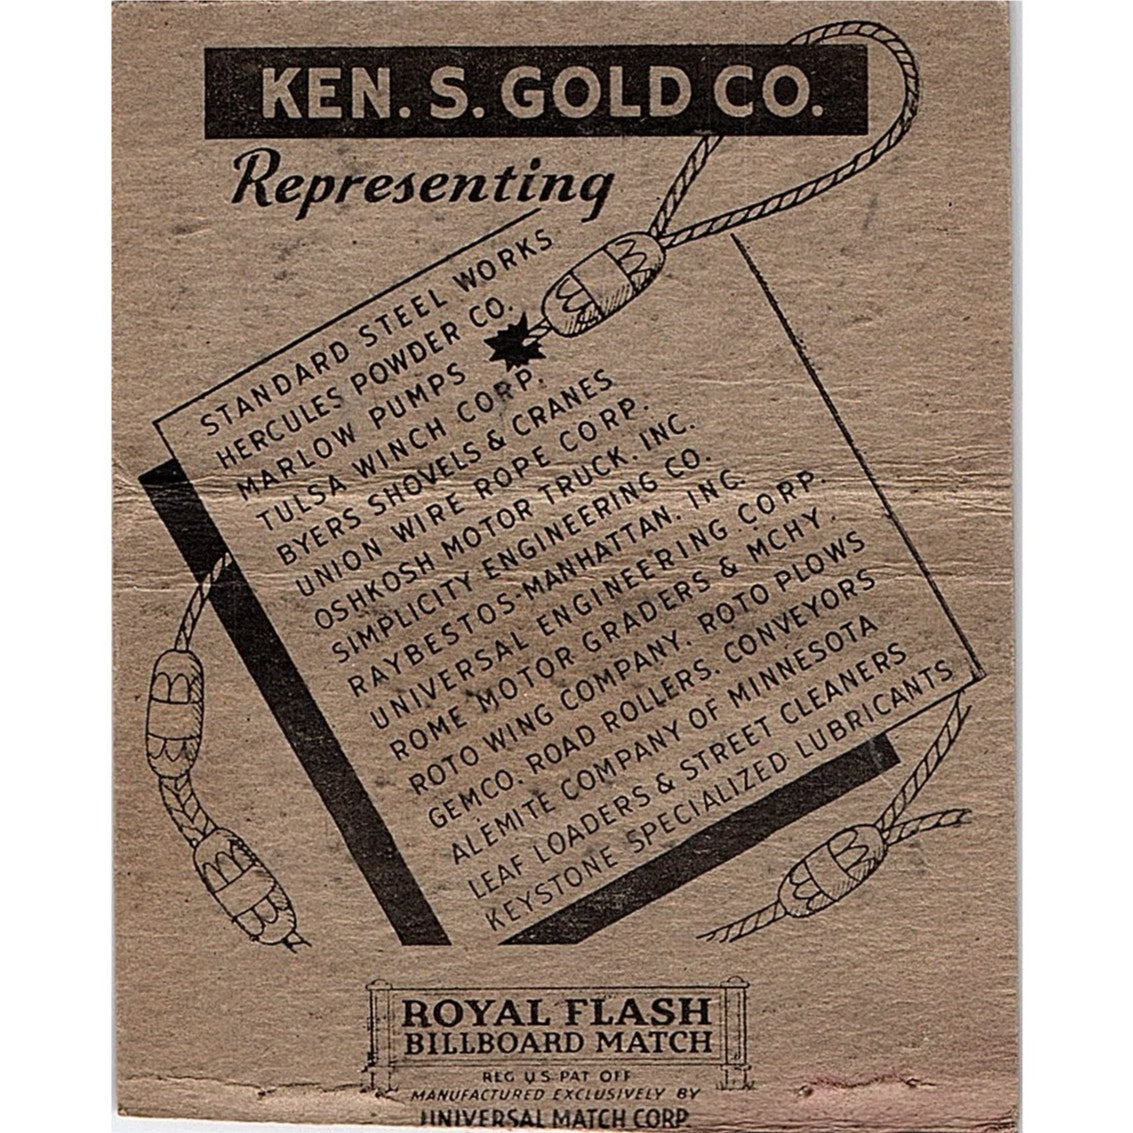 KEN. S. GOLD CO.
Representing
STANDARD STEEL WORKS
HERCULES POWDER CO.
MARLOW PUMPS
TULSA WINCH CORP.
BYERS SHOVELS & CRANES
UNION WIRE ROPE CORP.
OSHKOSH MOTOR TRUCK. INC.
SIMPLICITY ENGINEERING CO.
RAYBESTOS-MANHATTAN. INC.
UNIVERSAL ENGINEERING CORP.
ROME MOTOR GRADERS & MCHY.
ROTO WING COMPANY. ROTO PLOWS
GEMCO. ROAD ROLLERS. CONVEYORS
ALEMITE COMPANY OF MINNESOTA
LEAF LOADERS & STREET CLEANERS
KEYSTONE SPECIALIZED LUBRICANTS
ROYAL FLASH
BILLBOARD MATCH
REG U.S. PAT OFF
MANUFACTURED EXCLUSIVELY BY
UNIVERSAL MATCH CORP.